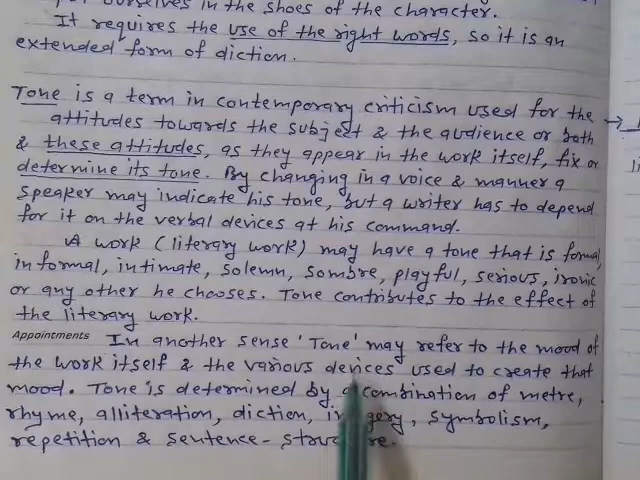 ourselves in the shoes of the character.
It requires the use of the right words, so it is an
extended form of diction.
Tone is a term in contemporary criticism used for the
attitudes towards the subject & the audience or both
& these attitudes, as they appear in the work itself, fix or
determine its tone. By changing in a voice & manner a
speaker may indicate his tone, but a writer has to depend
for it on the verbal devices at his command.
A work (literary work) may have a tone that is formal,
informal, intimate, solemn, sombre, playful, serious, ironic
or any other he chooses. Tone contributes to the effect of
the literary work.
Appointments
In another sense 'Tone' may refer to the mood of
the work itself & the various devices used to create that
mood. Tone is determined by a combination of metre,
rhyme, alliteration, diction, imagery, symbolism,
repetition & sentence-structure.